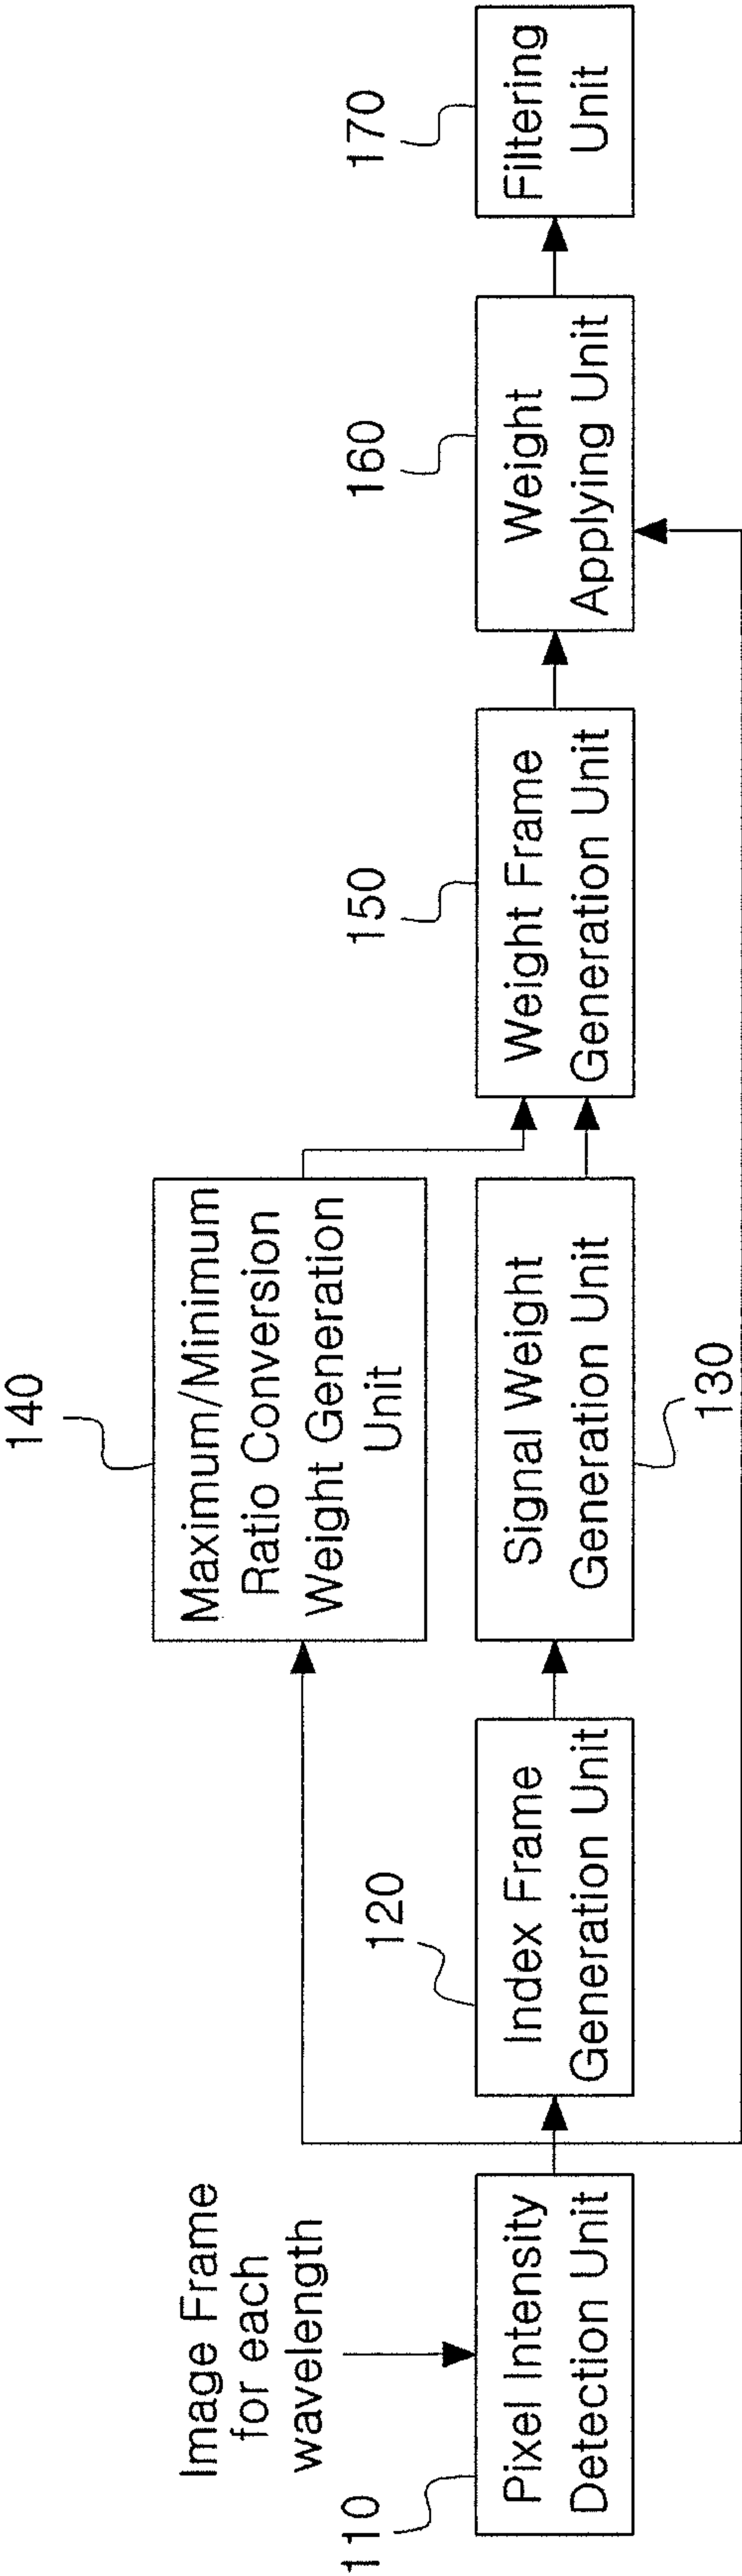 140
Maximum/Minimum
Ratio Conversion
Weight Generation
Unit
Image Frame
for each
wavelength
110
Pixel Intensity
Detection Unit
120
Index Frame
Generation Unit
Signal Weight
Generation Unit
130
150
Weight Frame
Generation Unit
160
Weight
Applying Unit
170
Filtering
Unit